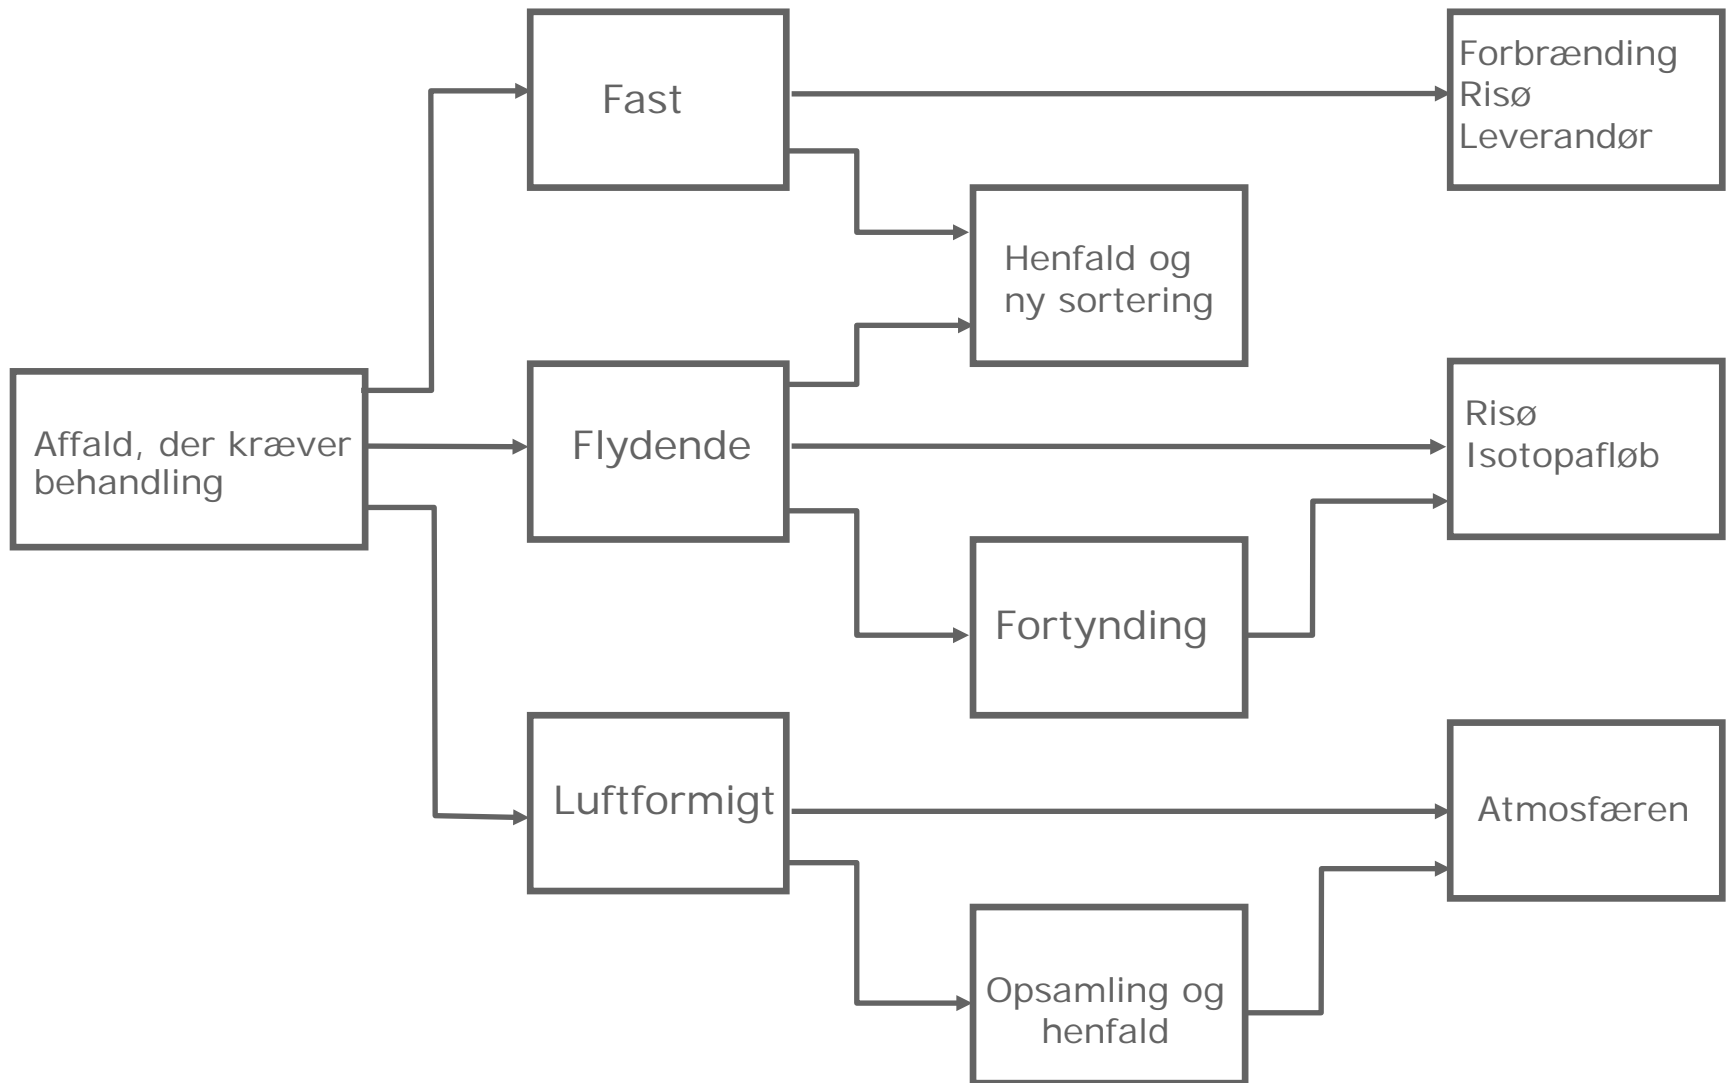 Fast
Forbrænding
Risø
Leverandør
Henfald og
ny sortering
Affald, der kræver
behandling
Flydende
Risø
Isotopafløb
Fortynding
Luftformigt
Atmosfæren
Opsamling og
henfald